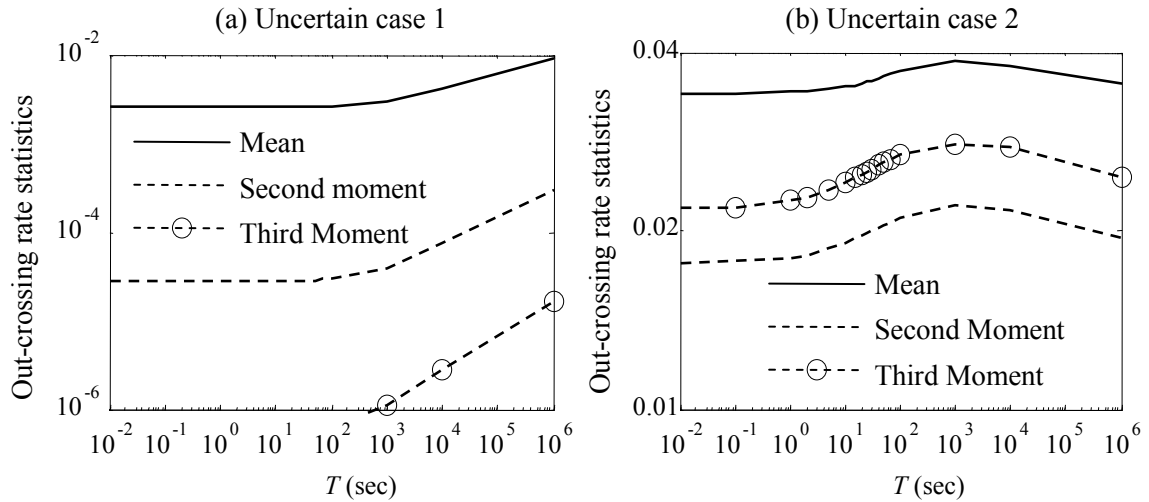 (a) Uncertain case 1
Out-crossing rate statistics
10^-2
10^-4
10^-6
Mean
Second moment
Third Moment
10^-2 10^-1 10^0 10^1 10^2 10^3 10^4 10^5 10^6
T (sec)
(b) Uncertain case 2
Out-crossing rate statistics
0.04
0.02
0.01
Mean
Second Moment
Third Moment
10^-2 10^-1 10^0 10^1 10^2 10^3 10^4 10^5 10^6
T (sec)